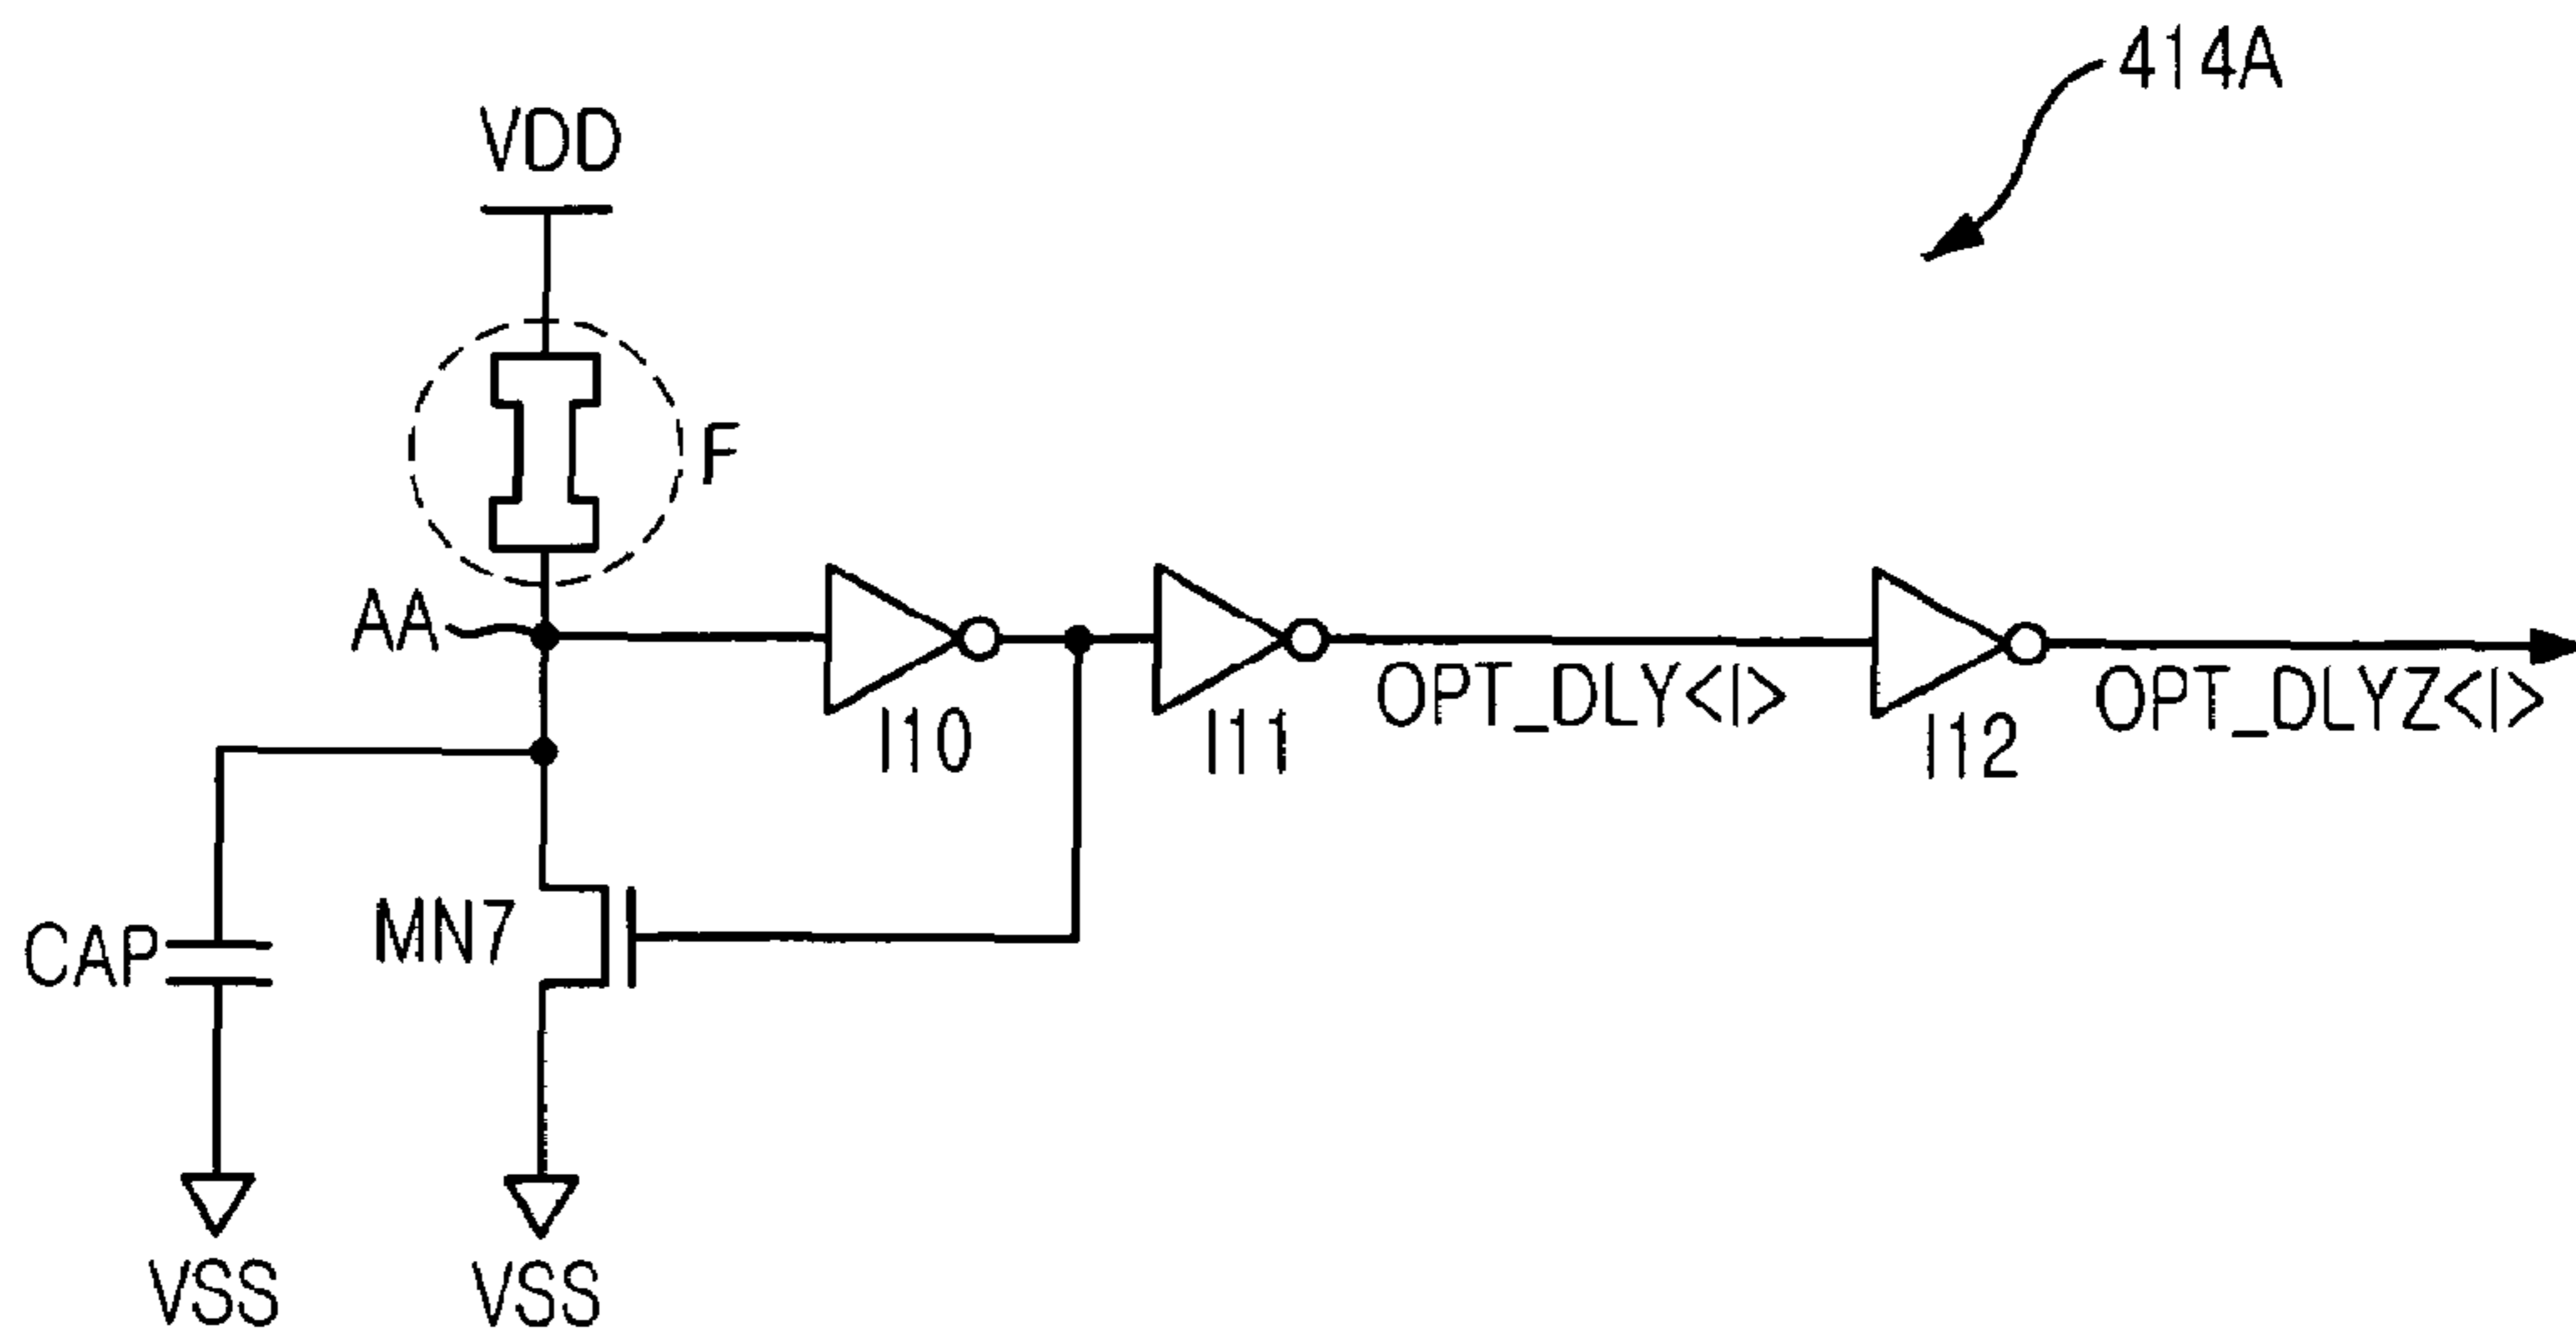 414A
VDD
F
AA
I10
I11
OPT_DLY<I>
I12
OPT_DLYZ<I>
CAP
MN7
VSS
VSS